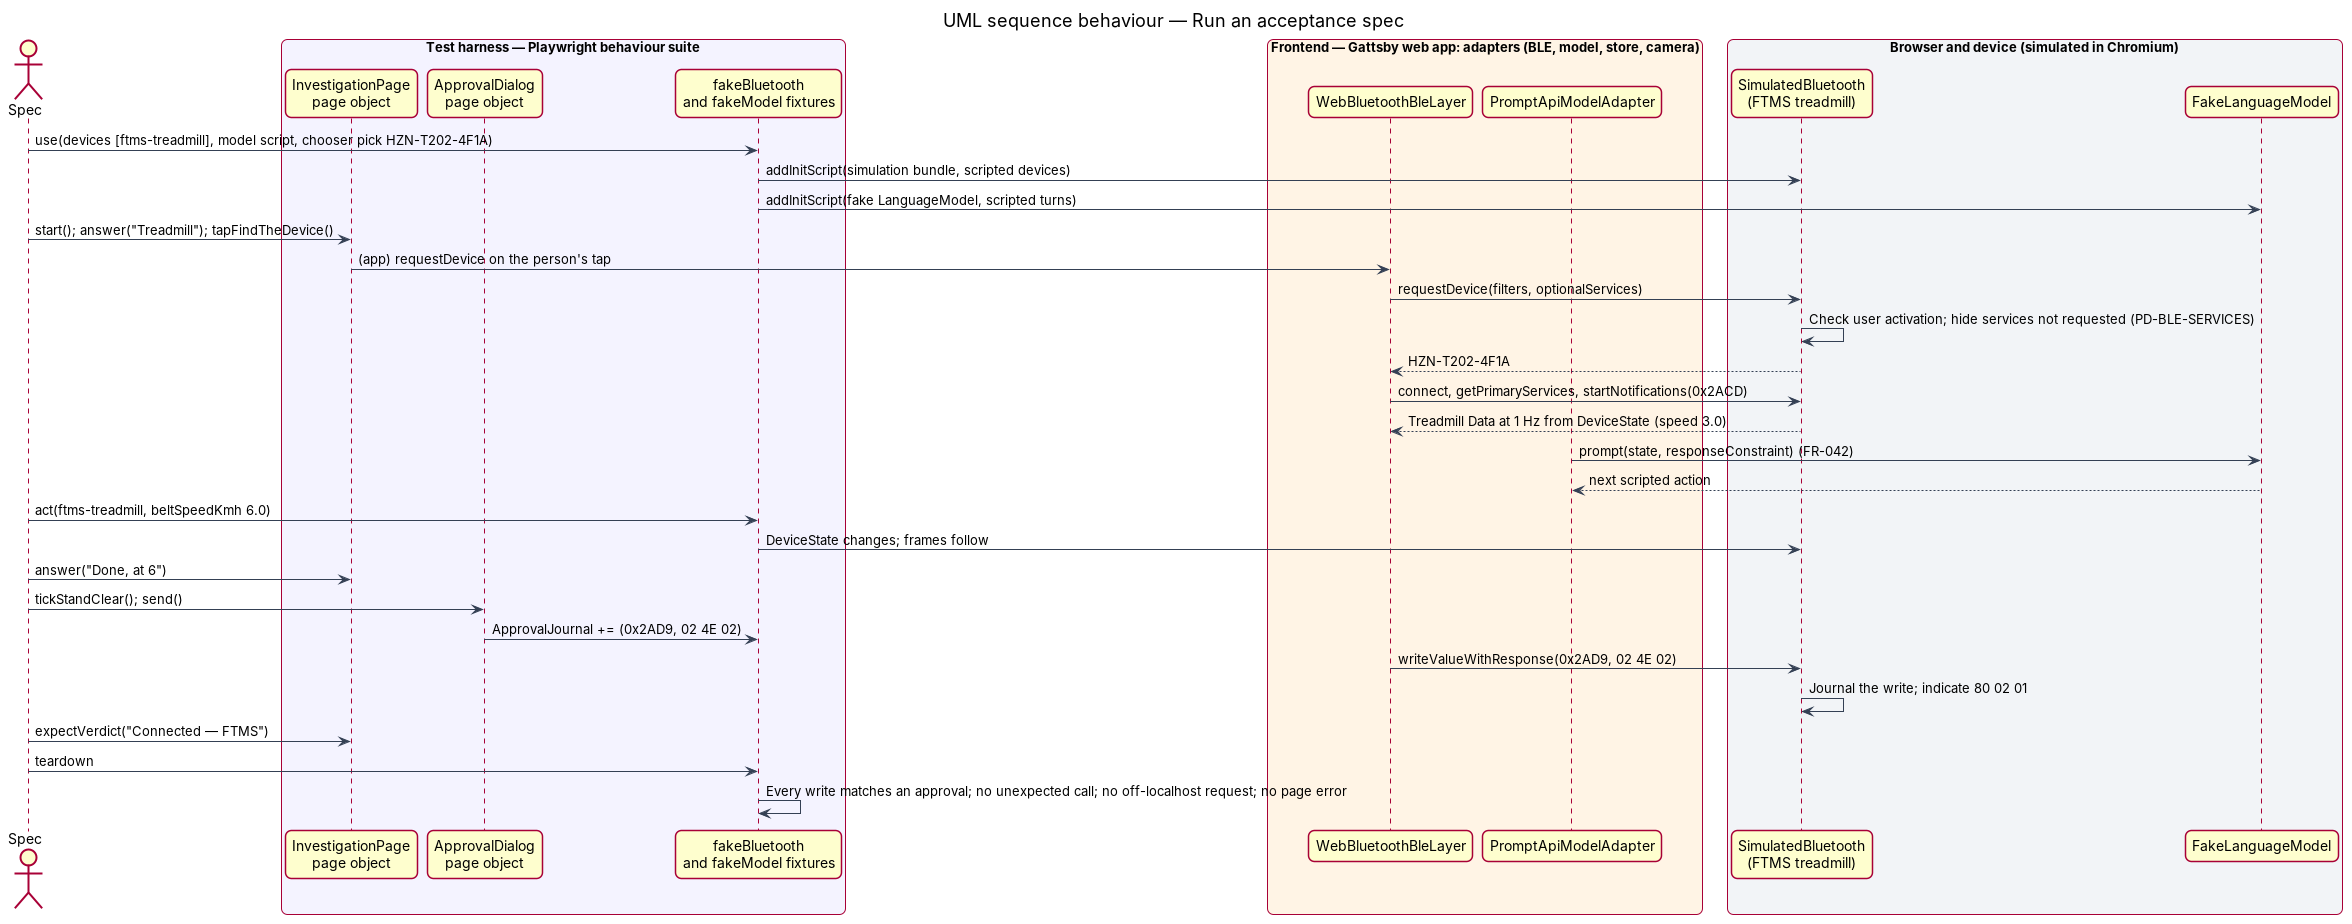 UML sequence behaviour — Run an acceptance spec
Test harness — Playwright behaviour suite
Frontend — Gattsby web app: adapters (BLE, model, store, camera)
Browser and device (simulated in Chromium)
Spec
InvestigationPage
page object
ApprovalDialog
page object
fakeBluetooth
and fakeModel fixtures
WebBluetoothBleLayer
PromptApiModelAdapter
SimulatedBluetooth
(FTMS treadmill)
FakeLanguageModel
use(devices [ftms-treadmill], model script, chooser pick HZN-T202-4F1A)
addInitScript(simulation bundle, scripted devices)
addInitScript(fake LanguageModel, scripted turns)
start(); answer("Treadmill"); tapFindTheDevice()
(app) requestDevice on the person's tap
requestDevice(filters, optionalServices)
Check user activation; hide services not requested (PD-BLE-SERVICES)
HZN-T202-4F1A
connect, getPrimaryServices, startNotifications(0x2ACD)
Treadmill Data at 1 Hz from DeviceState (speed 3.0)
prompt(state, responseConstraint) (FR-042)
next scripted action
act(ftms-treadmill, beltSpeedKmh 6.0)
DeviceState changes; frames follow
answer("Done, at 6")
tickStandClear(); send()
ApprovalJournal += (0x2AD9, 02 4E 02)
writeValueWithResponse(0x2AD9, 02 4E 02)
Journal the write; indicate 80 02 01
expectVerdict("Connected — FTMS")
teardown
Every write matches an approval; no unexpected call; no off-localhost request; no page error
Spec
InvestigationPage
page object
ApprovalDialog
page object
fakeBluetooth
and fakeModel fixtures
WebBluetoothBleLayer
PromptApiModelAdapter
SimulatedBluetooth
(FTMS treadmill)
FakeLanguageModel